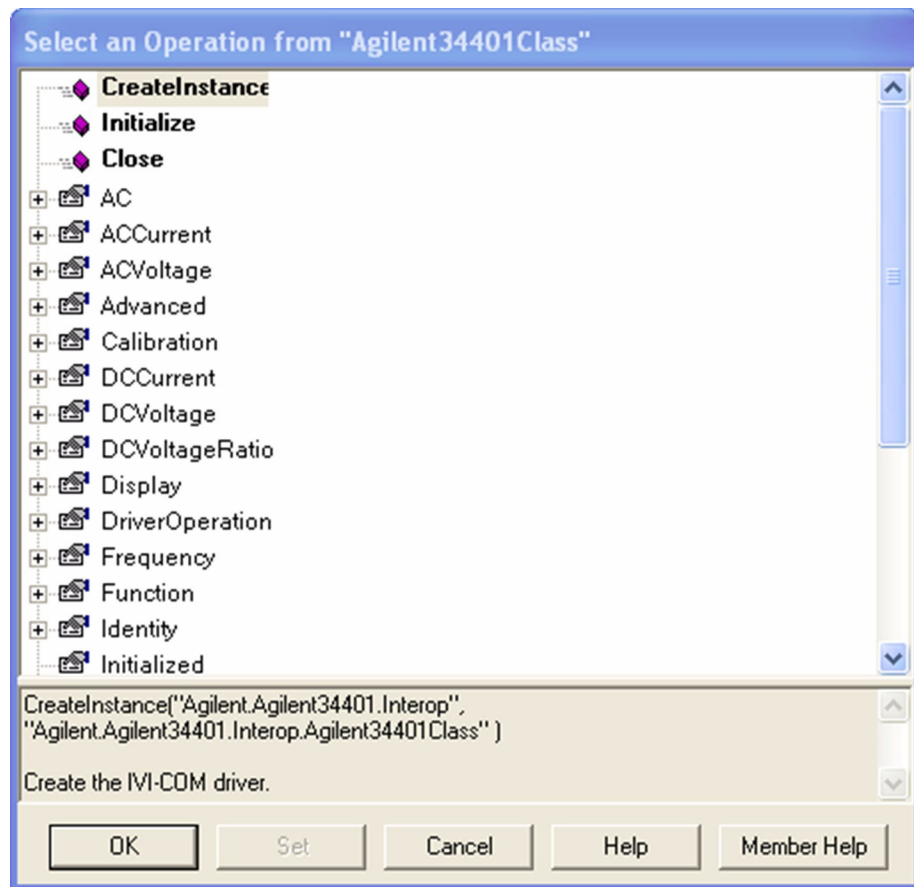 Select an Operation from "Agilent34401Class"
CreateInstance
Initialize
Close
AC
ACCurrent
ACVoltage
Advanced
Calibration
DCCurrent
DCVoltage
DCVoltageRatio
Display
DriverOperation
Frequency
Function
Identity
Initialized
CreateInstance("Agilent.Agilent34401.Interop",
"Agilent.Agilent34401.Interop.Agilent34401Class" )
Create the IVI-COM driver.
OK
Set
Cancel
Help
Member Help